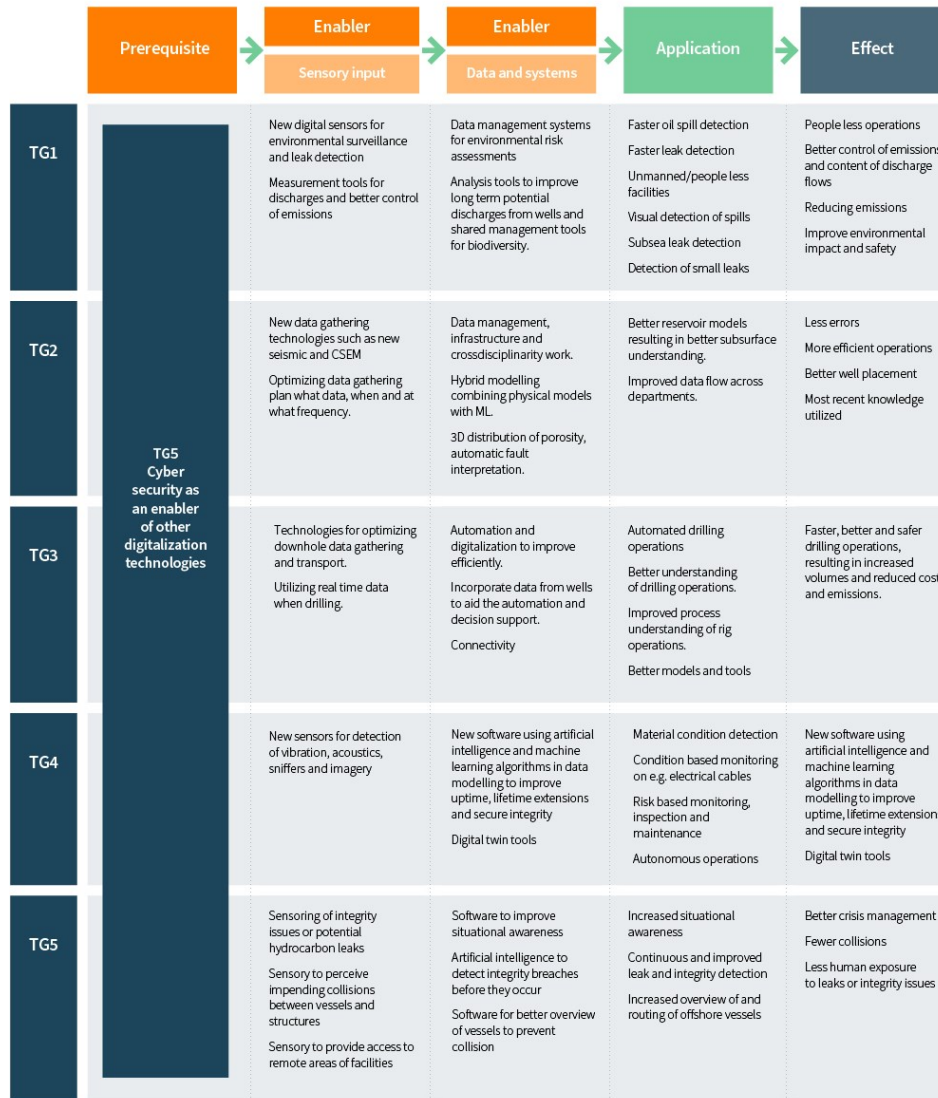 Prerequisite
Enabler
Sensory input
Enabler
Data and systems
Application
Effect
TG1
New digital sensors for
environmental surveillance
and leak detection
Measurement tools for
discharges and better control
of emissions
Data management systems
for environmental risk
assessments
Analysis tools to improve
long term potential
discharges from wells and
shared management tools
for biodiversity.
Faster oil spill detection
Faster leak detection
Unmanned/people less
facilities
Visual detection of spills
Subsea leak detection
Detection of small leaks
People less operations
Better control of emissions
and content of discharge
flows
Reducing emissions
Improve environmental
impact and safety
TG2
New data gathering
technologies such as new
seismic and CSEM
Optimizing data gathering
plan what data, when and at
what frequency.
Data management,
infrastructure and
crossdisciplinarity work.
Hybrid modelling
combining physical models
with ML.
3D distribution of porosity,
automatic fault
interpretation.
Better reservoir models
resulting in better subsurface
understanding.
Improved data flow across
departments.
Less errors
More efficient operations
Better well placement
Most recent knowledge
utilized
TG5
Cyber
security as
an enabler
of other
digitalization
technologies
TG3
Technologies for optimizing
downhole data gathering
and transport.
Utilizing real time data
when drilling.
Automation and
digitalization to improve
efficiently.
Incorporate data from wells
to aid the automation and
decision support.
Connectivity
Automated drilling
operations
Better understanding
of drilling operations.
Improved process
understanding of rig
operations.
Better models and tools
Faster, better and safer
drilling operations,
resulting in increased
volumes and reduced cost
and emissions.
TG4
New sensors for detection
of vibration, acoustics,
sniffers and imagery
New software using artificial
intelligence and machine
learning algorithms in data
modelling to improve
uptime, lifetime extensions
and secure integrity
Digital twin tools
Material condition detection
Condition based monitoring
on e.g. electrical cables
Risk based monitoring,
inspection and
maintenance
Autonomous operations
New software using
artificial intelligence and
machine learning
algorithms in data
modelling to improve
uptime, lifetime extension
and secure integrity
Digital twin tools
TG5
Sensoring of integrity
issues or potential
hydrocarbon leaks
Sensory to perceive
impending collisions
between vessels and
structures
Sensory to provide access to
remote areas of facilities
Software to improve
situational awareness
Artificial intelligence to
detect integrity breaches
before they occur
Software for better overview
of vessels to prevent
collision
Increased situational
awareness
Continuous and improved
leak and integrity detection
Increased overview of and
routing of offshore vessels
Better crisis management
Fewer collisions
Less human exposure
to leaks or integrity issues